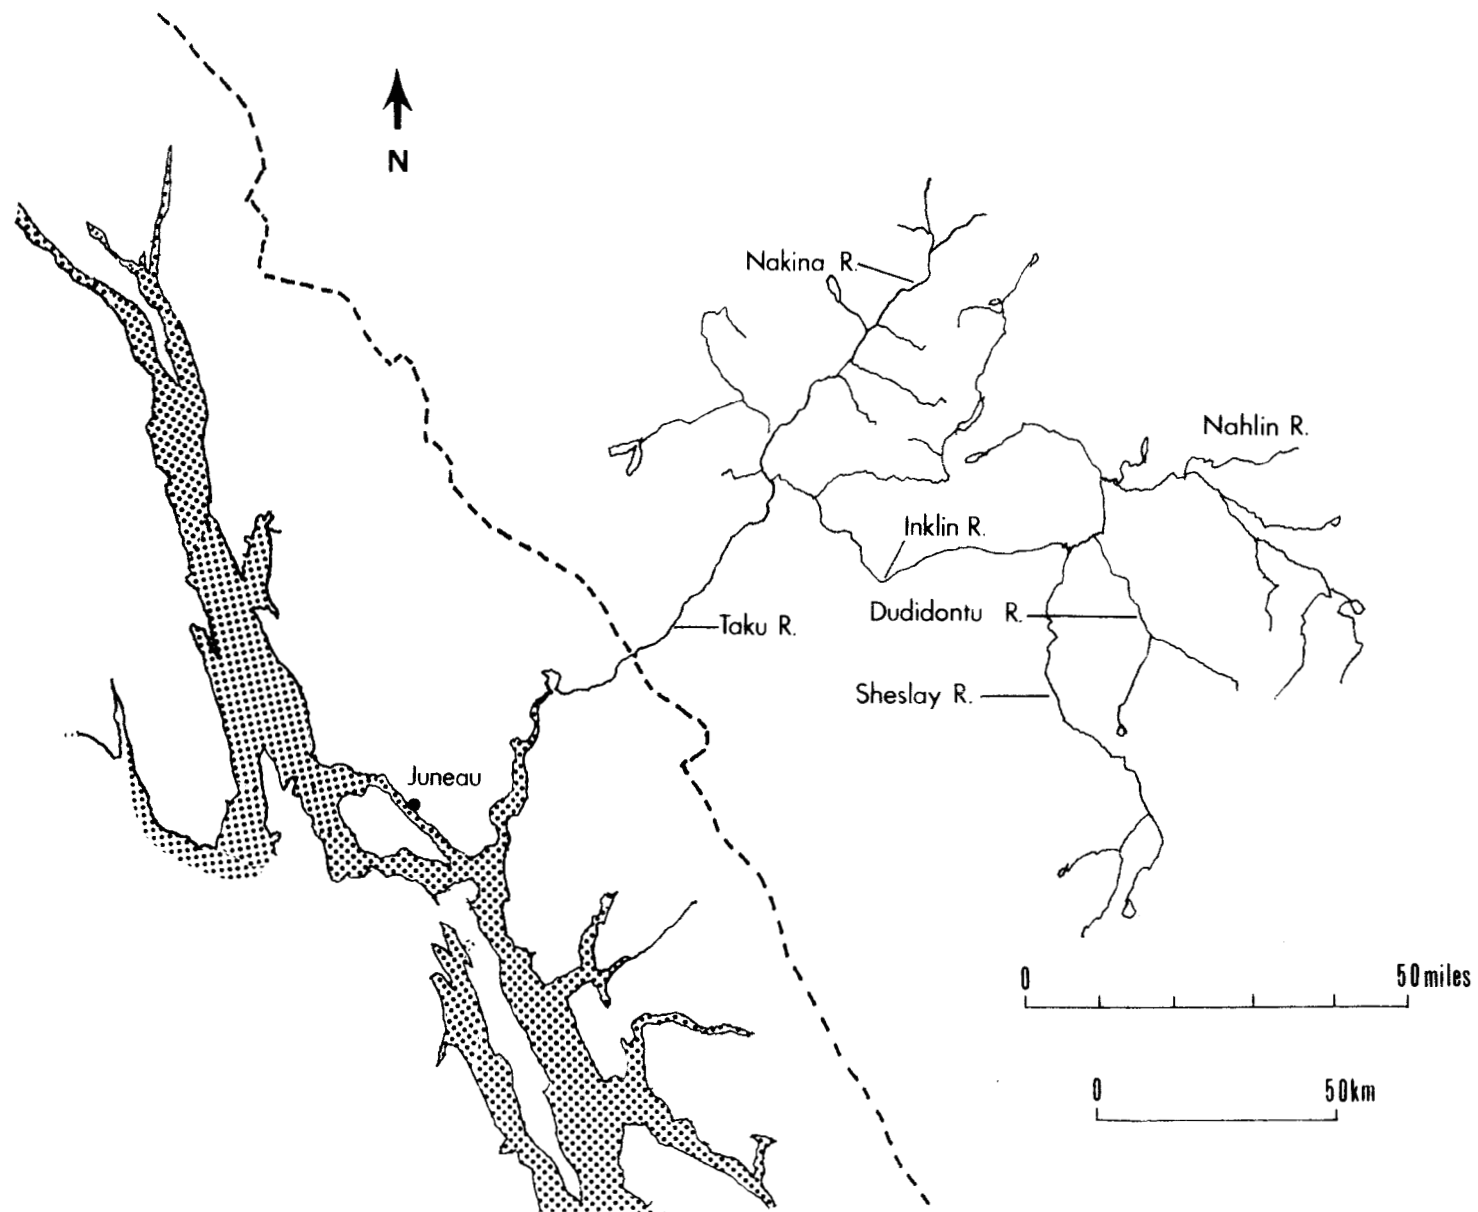 N
Nakina R.
Nahlin R.
Inklin R.
Dudidontu R.
Taku R.
Sheslay R.
Juneau
0 50 miles
0 50 km